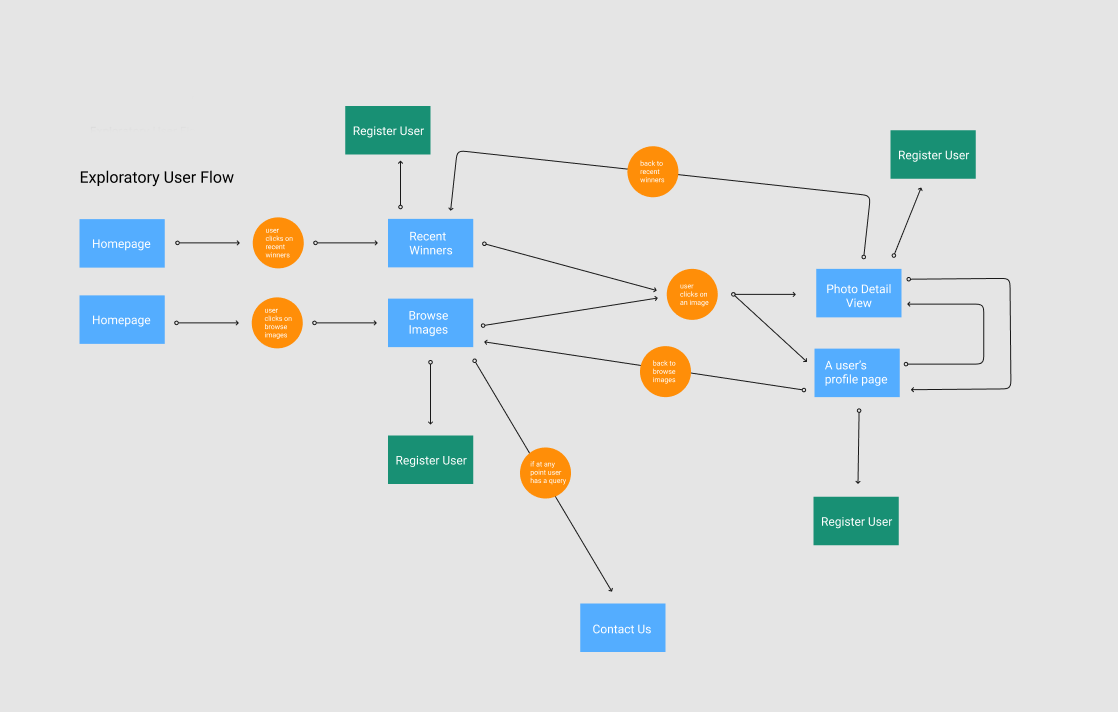 Register User
Exploratory User Flow
Register User
back to
recent
winners
Homepage
user
clicks on
recent
winners
Recent
Winners
Homepage
user
clicks on
browse
images
Browse
Images
user
clicks on
an image
Photo Detail
View
back to
browse
images
A user's
profile page
Register User
if at any
point user
has a query
Register User
Contact Us